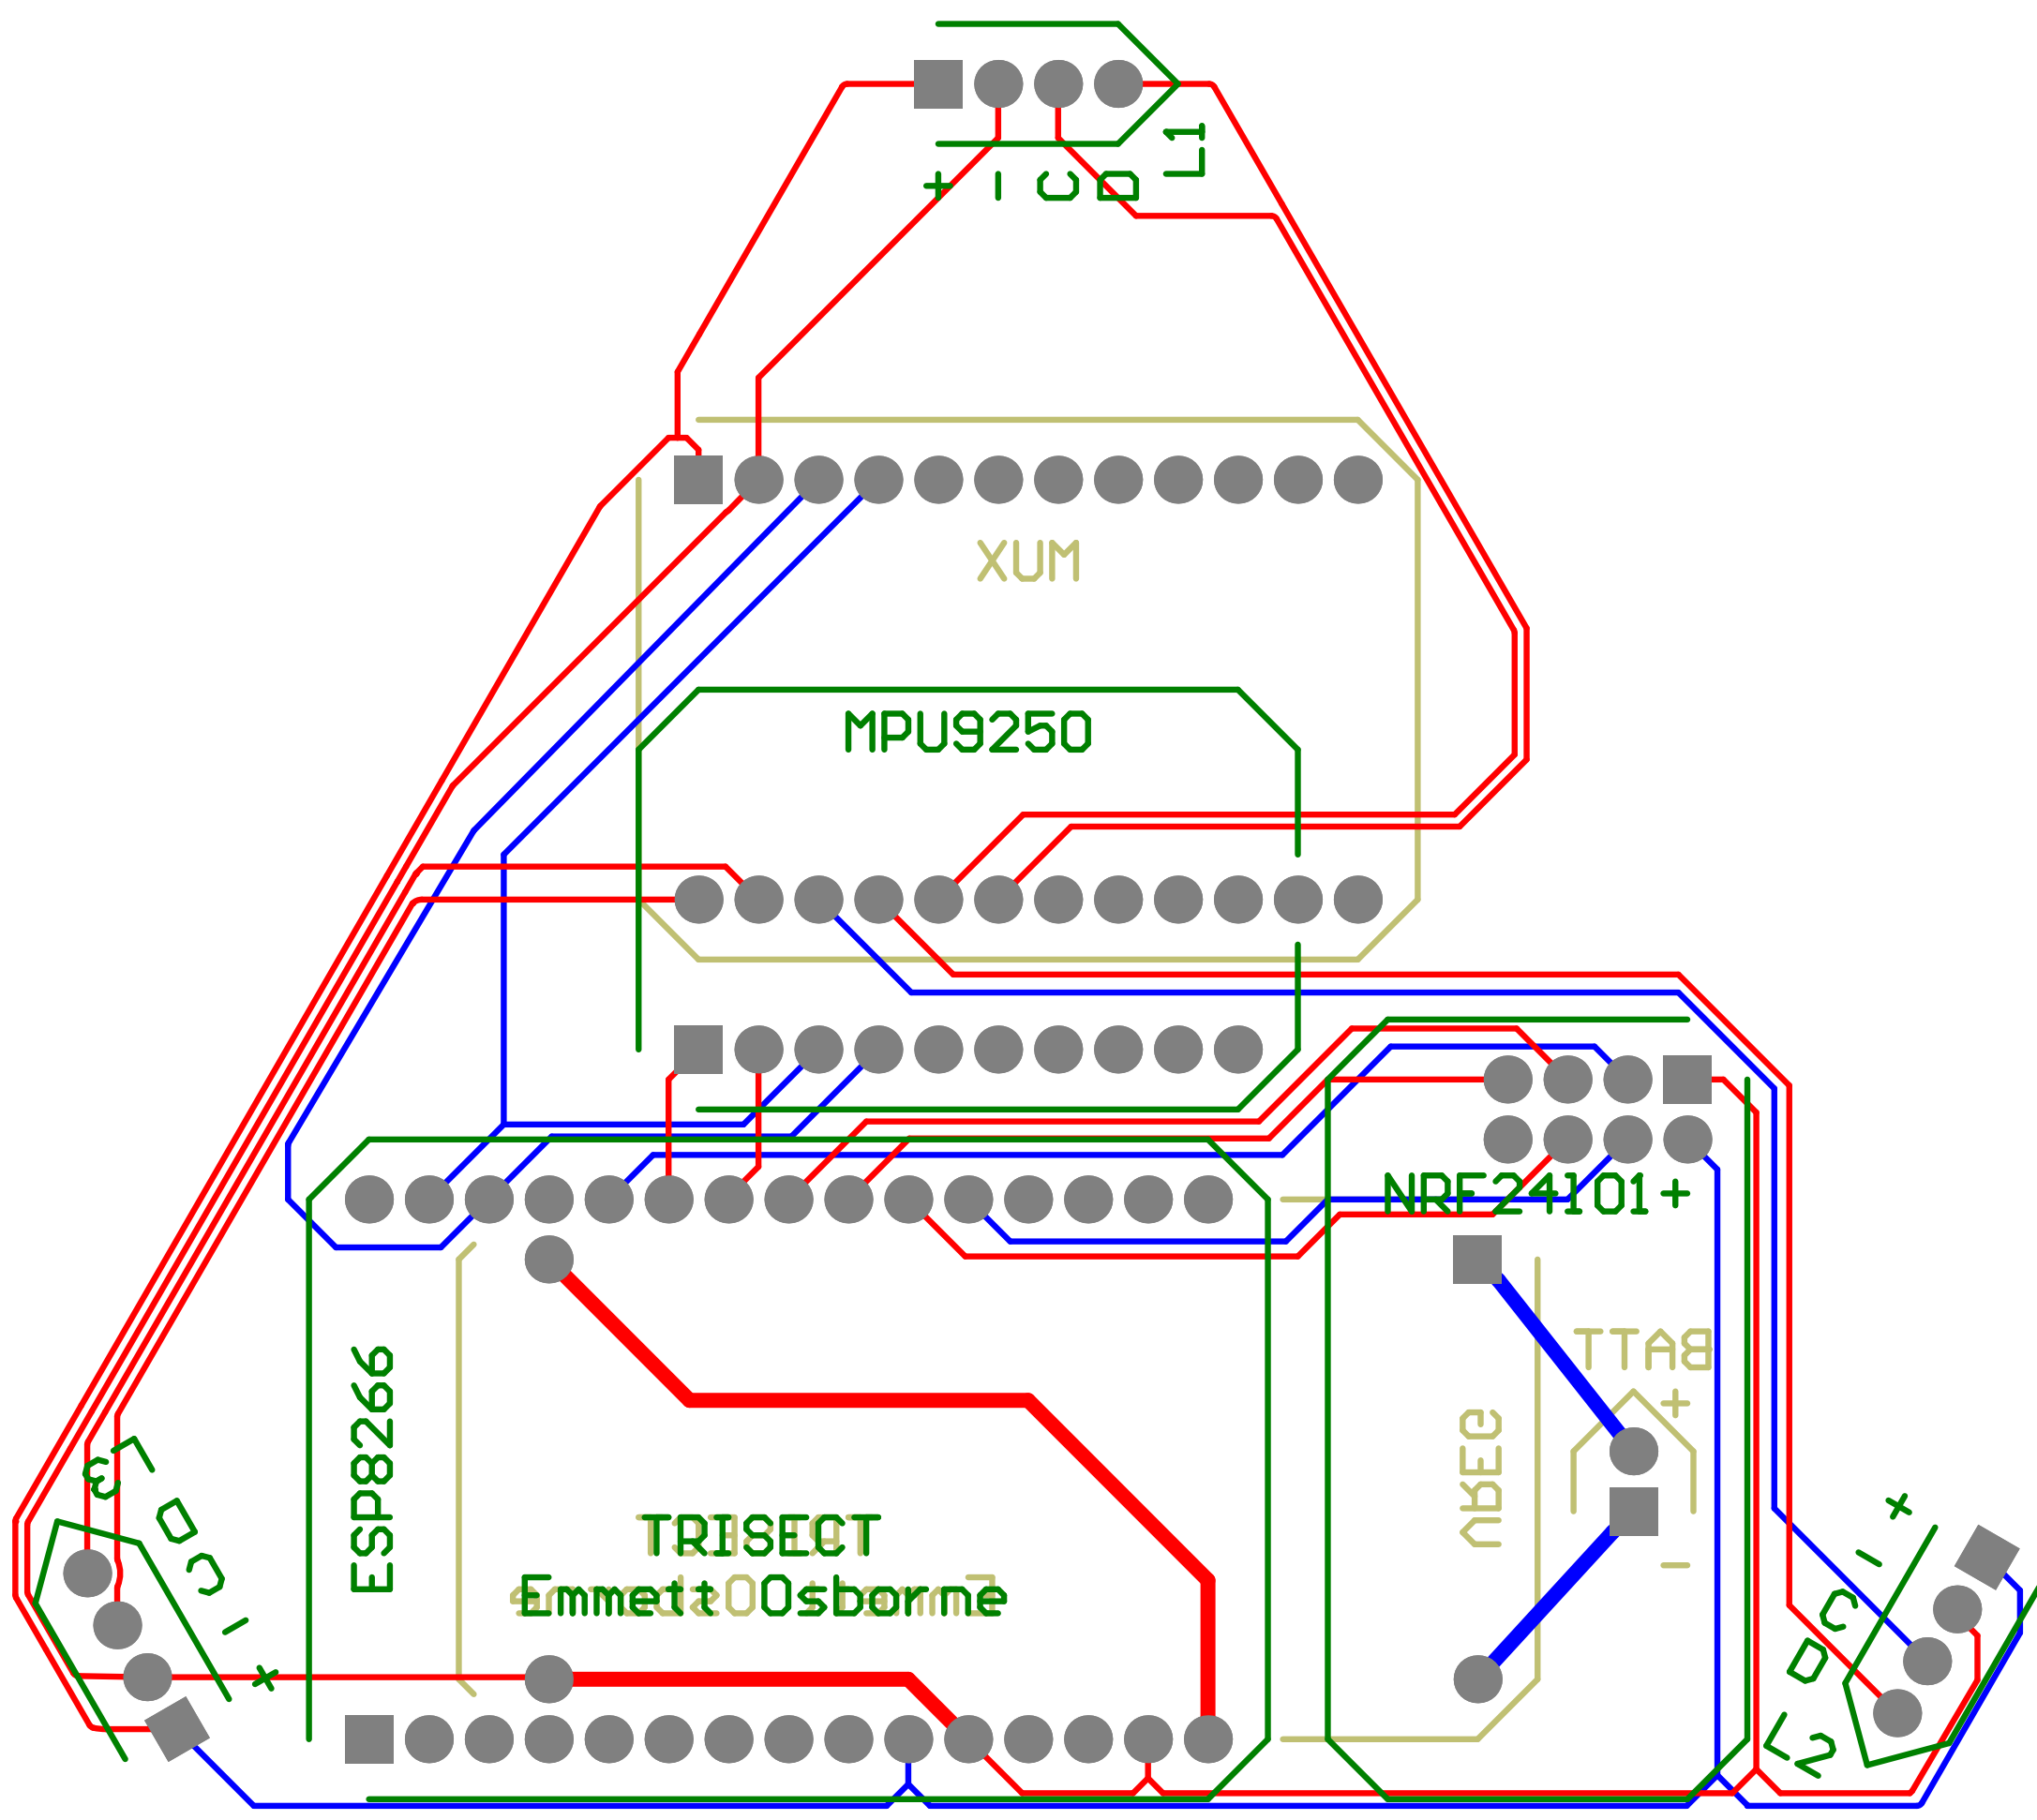 + - C D L1
MUX
MPU9250
NRF24L01+
BATT
+
VREG
-
ESP8266
TRISECT
Emmett Osborne
L3 D C - +
L2 D C - +